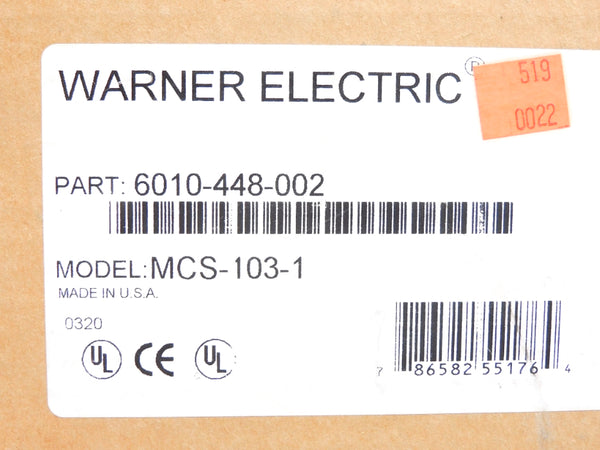 WARNER ELECTRIC®
519
0022
PART: 6010-448-002
MODEL:MCS-103-1
MADE IN U.S.A.
0320
UL CE UL
7 86582 55176 4